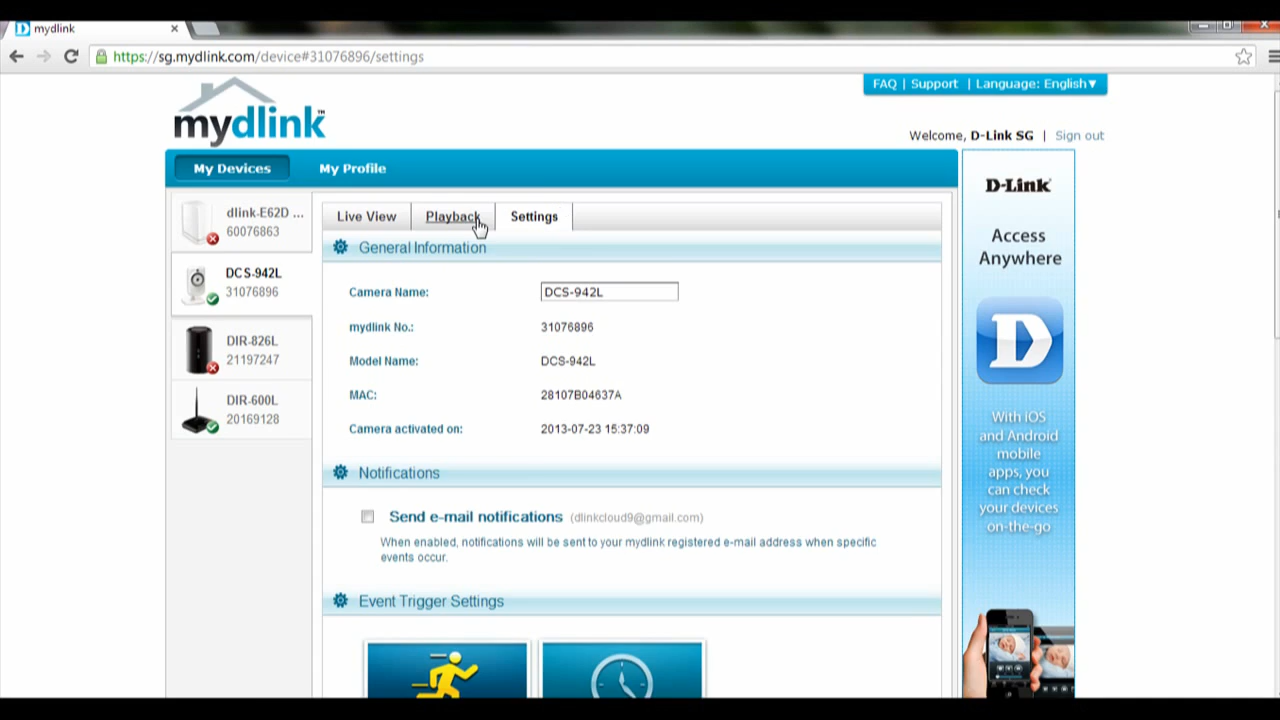 mydlink
https://sg.mydlink.com/device#31076896/settings
FAQ | Support | Language: English▼
mydlink™
Welcome, D-Link SG | Sign out
My Devices My Profile
dlink-E62D ...
60076863
DCS-942L
31076896
DIR-826L
21197247
DIR-600L
20169128
Live View Playback Settings
General Information
Camera Name: DCS-942L
mydlink No.: 31076896
Model Name: DCS-942L
MAC: 28107B04637A
Camera activated on: 2013-07-23 15:37:09
Notifications
Send e-mail notifications (dlinkcloud9@gmail.com)
When enabled, notifications will be sent to your mydlink registered e-mail address when specific
events occur.
Event Trigger Settings
D-Link
Access
Anywhere
D
With iOS
and Android
mobile
apps, you
can check
your devices
on-the-go